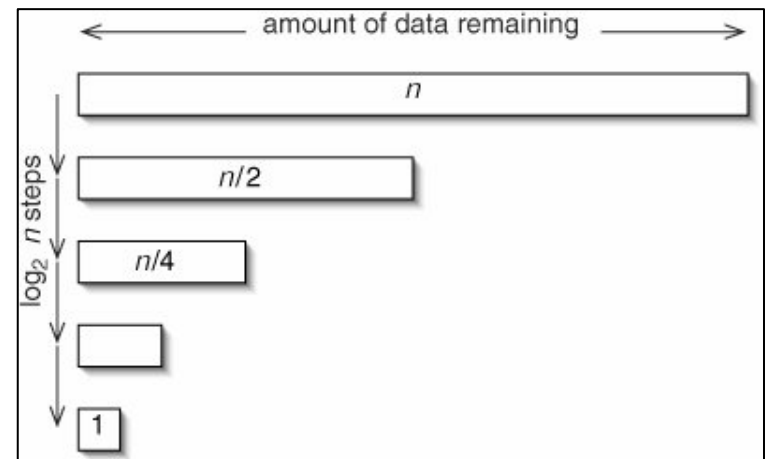 amount of data remaining
n
n/2
n/4
1
log₂ n steps